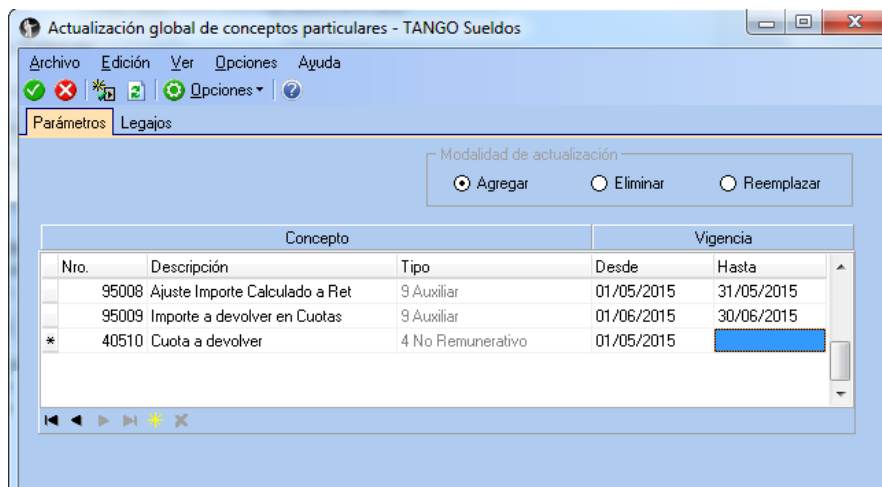 Actualización global de conceptos particulares - TANGO Sueldos
Archivo Edición Ver Opciones Ayuda
Opciones
Parámetros Legajos
Modalidad de actualización
Agregar Eliminar Reemplazar
Concepto Vigencia
Nro. Descripción Tipo Desde Hasta
95008 Ajuste Importe Calculado a Ret 9 Auxiliar 01/05/2015 31/05/2015
95009 Importe a devolver en Cuotas 9 Auxiliar 01/06/2015 30/06/2015
* 40510 Cuota a devolver 4 No Remunerativo 01/05/2015